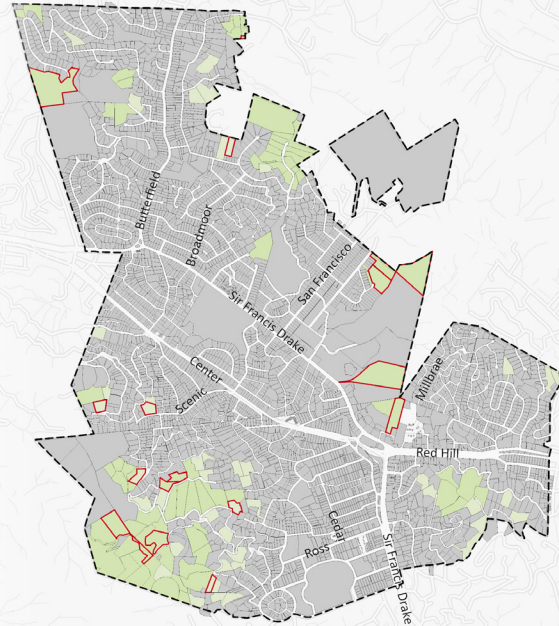 Butterfield
Broadmoor
San Francisco
Sir Francis Drake
Millbrae
Center
Scenic
Red Hill
Cedar
Ross
Sir Francis Drake